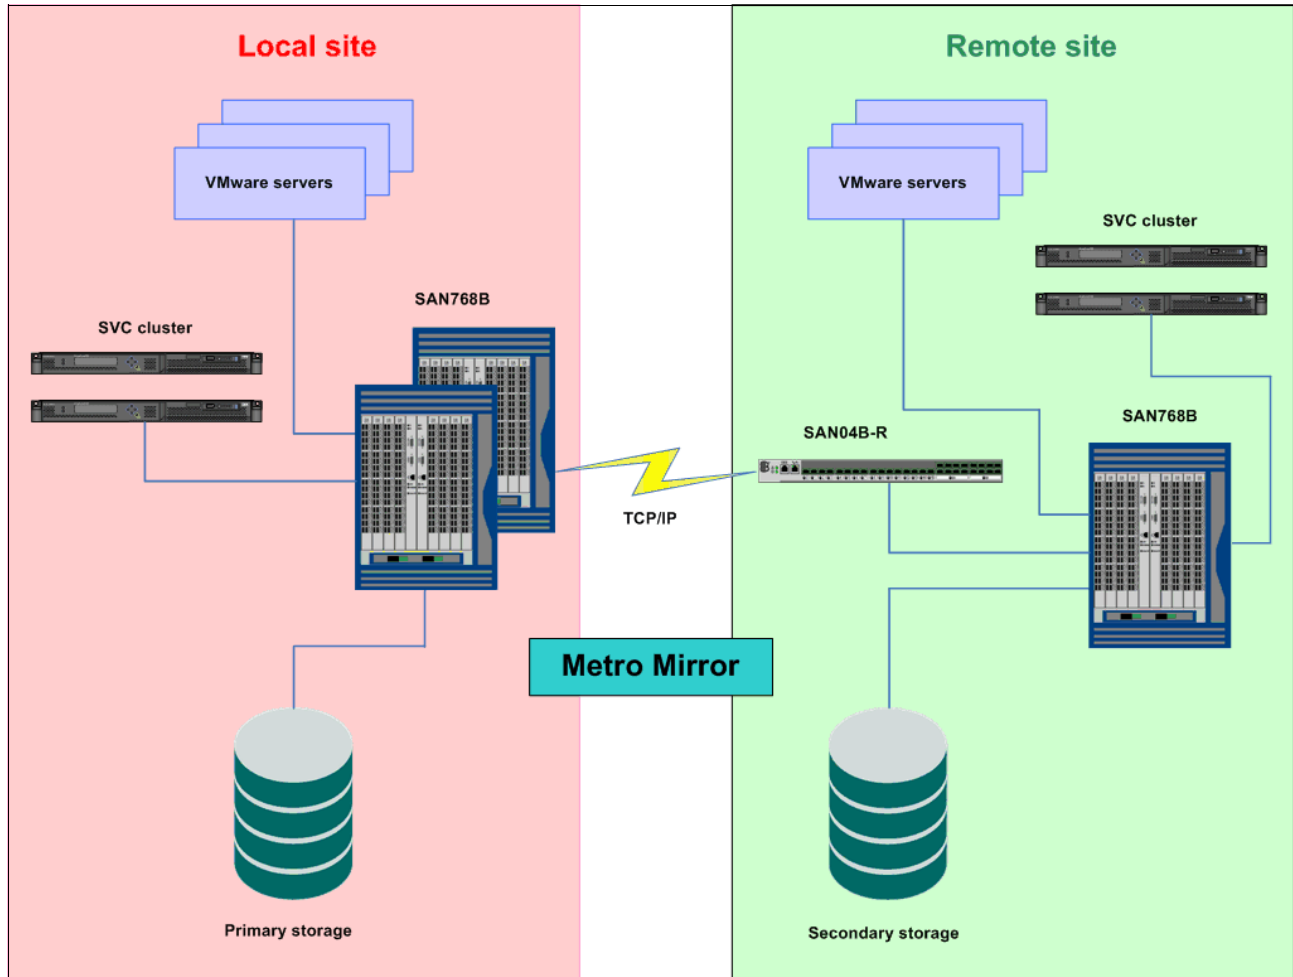 Local site
Remote site
VMware servers
VMware servers
SVC cluster
SAN768B
SVC cluster
SAN768B
SAN04B-R
TCP/IP
Metro Mirror
Primary storage
Secondary storage